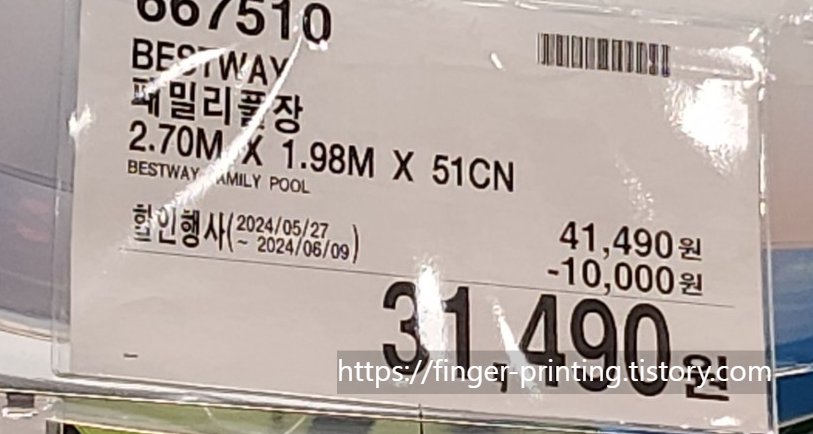 667510
BESTWAY
패밀리풀장
2.70M X 1.98M X 51CN
BESTWAY FAMILY POOL
할인행사(2024/05/27 ~ 2024/06/09)
41,490원
-10,000원
31,490원
https://finger-printing.tistory.com